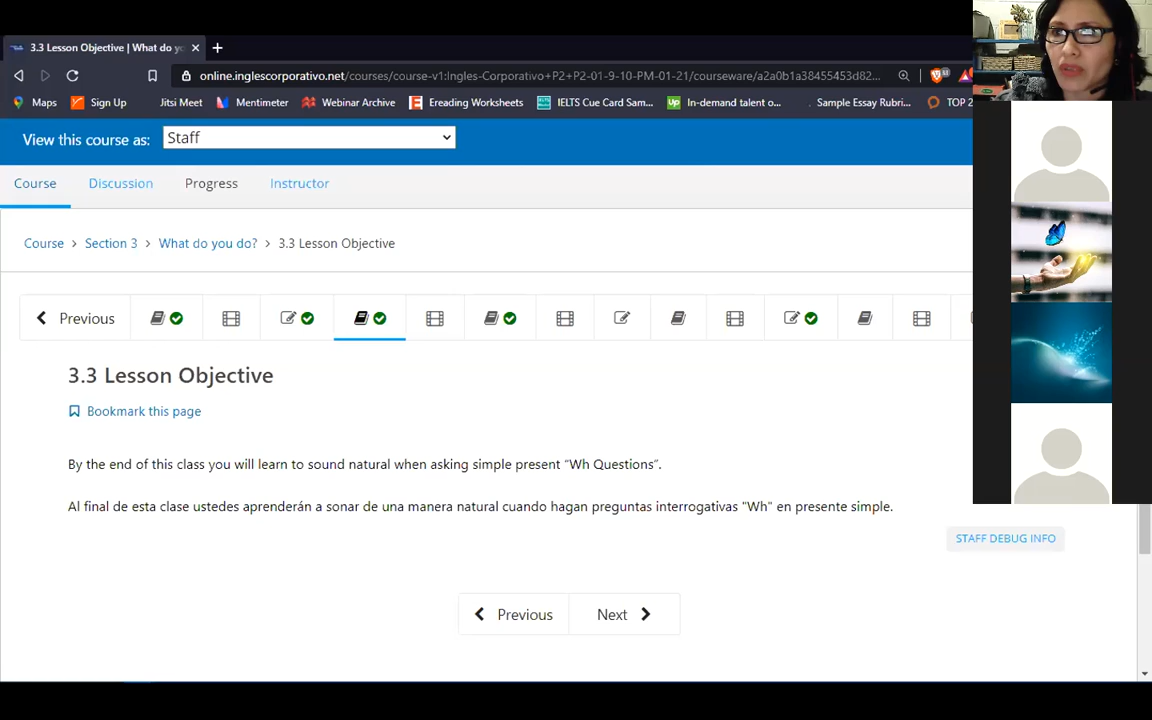 3.3 Lesson Objective | What do yo
online.inglescorporativo.net/courses/course-v1:Ingles-Corporativo+P2+P2-01-9-10-PM-01-21/courseware/a2a0b1a38455453d82...
Maps Sign Up Jitsi Meet Mentimeter Webinar Archive Ereading Worksheets IELTS Cue Card Sam... In-demand talent o... Sample Essay Rubri... TOP 2
View this course as: Staff
Course Discussion Progress Instructor
Course > Section 3 > What do you do? > 3.3 Lesson Objective
Previous
3.3 Lesson Objective
Bookmark this page
By the end of this class you will learn to sound natural when asking simple present “Wh Questions”.
Al final de esta clase ustedes aprenderán a sonar de una manera natural cuando hagan preguntas interrogativas "Wh" en presente simple.
STAFF DEBUG INFO
Previous Next